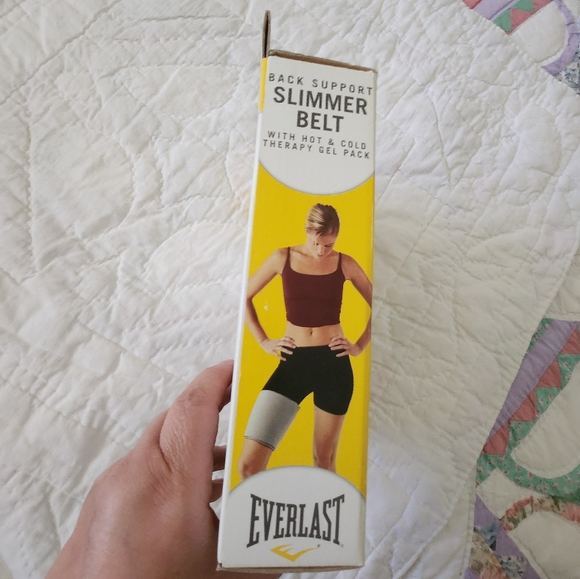 BACK SUPPORT
SLIMMER
BELT
WITH HOT & COLD
THERAPY GEL PACK
EVERLAST